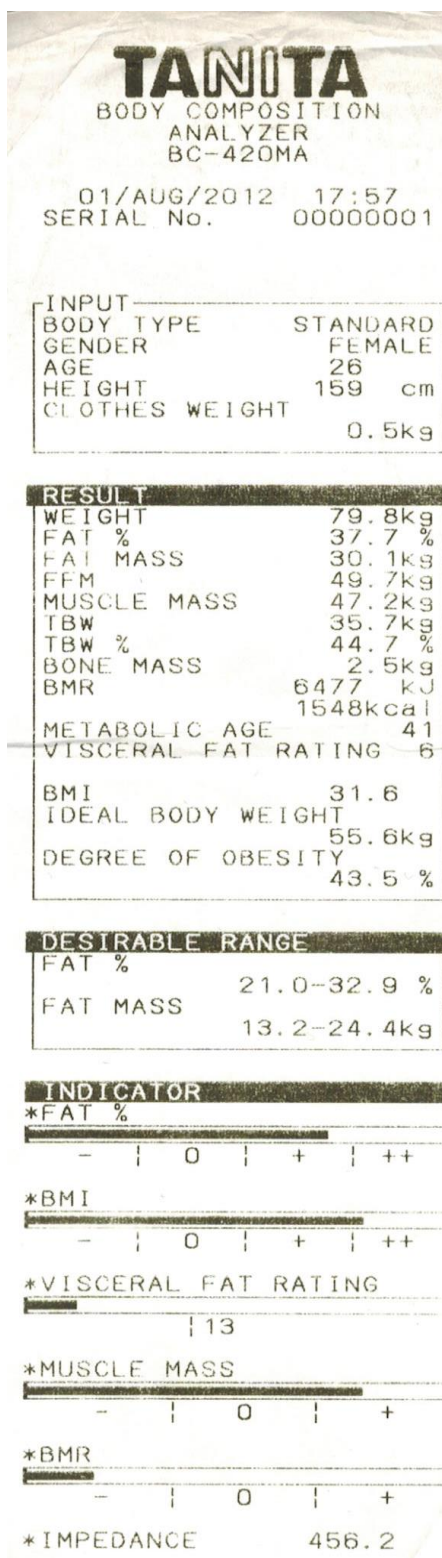 TANITA
BODY COMPOSITION
ANALYZER
BC-420MA
01/AUG/2012 17:57
SERIAL No. 00000001
INPUT
BODY TYPE STANDARD
GENDER FEMALE
AGE 26
HEIGHT 159 cm
CLOTHES WEIGHT
0.5kg
RESULT
WEIGHT 79.8kg
FAT % 37.7 %
FAT MASS 30.1kg
FFM 49.7kg
MUSCLE MASS 47.2kg
TBW 35.7kg
TBW % 44.7 %
BONE MASS 2.5kg
BMR 6477 kJ
1548kcal
METABOLIC AGE 41
VISCERAL FAT RATING 6
BMI 31.6
IDEAL BODY WEIGHT
55.6kg
DEGREE OF OBESITY
43.5 %
DESIRABLE RANGE
FAT %
21.0-32.9 %
FAT MASS
13.2-24.4kg
INDICATOR
*FAT %
- | 0 | + | ++
*BMI
- | 0 | + | ++
*VISCERAL FAT RATING
|13
*MUSCLE MASS
- | 0 | +
*BMR
- | 0 | +
*IMPEDANCE 456.2